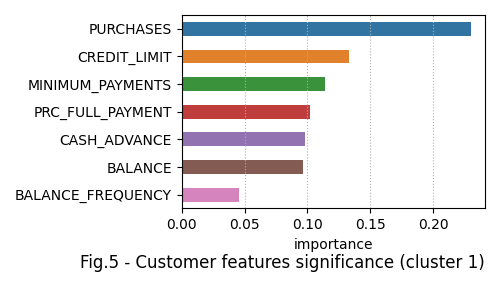 PURCHASES
CREDIT_LIMIT
MINIMUM_PAYMENTS
PRC_FULL_PAYMENT
CASH_ADVANCE
BALANCE
BALANCE_FREQUENCY
0.00 0.05 0.10 0.15 0.20
importance
Fig.5 - Customer features significance (cluster 1)